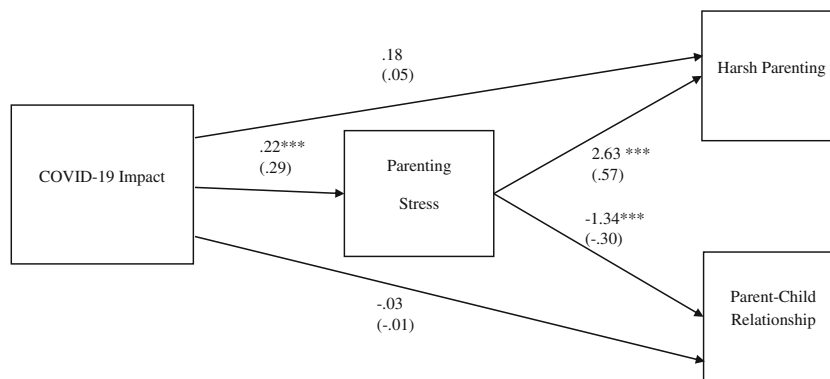 .18
(.05)
Harsh Parenting
.22***
(.29)
COVID-19 Impact
Parenting
Stress
2.63 ***
(.57)
-1.34***
(-.30)
-.03
(-.01)
Parent-Child
Relationship